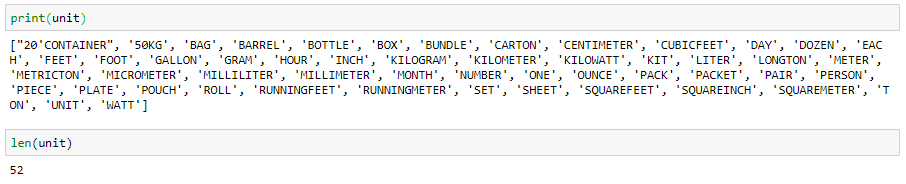 print(unit)
["20'CONTAINER", '50KG', 'BAG', 'BARREL', 'BOTTLE', 'BOX', 'BUNDLE', 'CARTON', 'CENTIMETER', 'CUBICFEET', 'DAY', 'DOZEN', 'EAC
H', 'FEET', 'FOOT', 'GALLON', 'GRAM', 'HOUR', 'INCH', 'KILOGRAM', 'KILOMETER', 'KILOWATT', 'KIT', 'LITER', 'LONGTON', 'METER',
'METRICTON', 'MICROMETER', 'MILLILITER', 'MILLIMETER', 'MONTH', 'NUMBER', 'ONE', 'OUNCE', 'PACK', 'PACKET', 'PAIR', 'PERSON',
'PIECE', 'PLATE', 'POUCH', 'ROLL', 'RUNNINGFEET', 'RUNNINGMETER', 'SET', 'SHEET', 'SQUAREFEET', 'SQUAREINCH', 'SQUAREMETER', 'T
ON', 'UNIT', 'WATT']
len(unit)
52